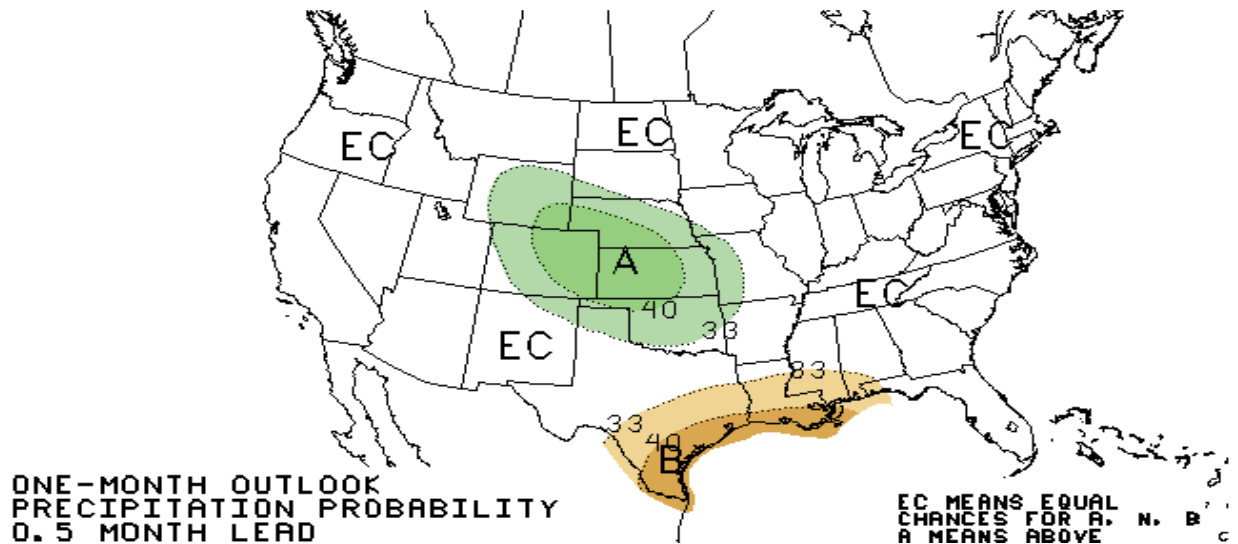 EC
EC
EC
A
EC
40
33
EC
33
33
40
B
ONE-MONTH OUTLOOK
PRECIPITATION PROBABILITY
0.5 MONTH LEAD
EC MEANS EQUAL
CHANCES FOR A, N, B
A MEANS ABOVE
C